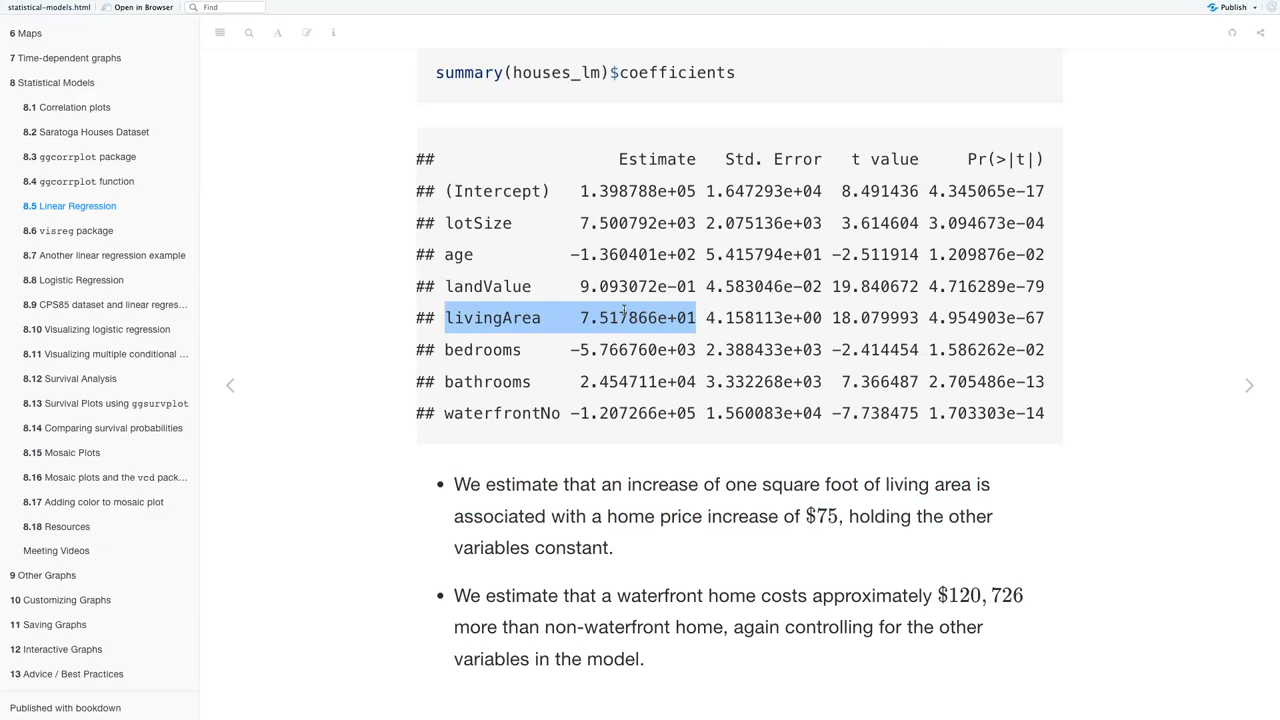 statistical-models.html Open in Browser Find Publish
6 Maps
7 Time-dependent graphs
8 Statistical Models
8.1 Correlation plots
8.2 Saratoga Houses Dataset
8.3 ggcorrplot package
8.4 ggcorrplot function
8.5 Linear Regression
8.6 visreg package
8.7 Another linear regression example
8.8 Logistic Regression
8.9 CPS85 dataset and linear regres…
8.10 Visualizing logistic regression
8.11 Visualizing multiple conditional …
8.12 Survival Analysis
8.13 Survival Plots using ggsurvplot
8.14 Comparing survival probabilities
8.15 Mosaic Plots
8.16 Mosaic plots and the vcd pack…
8.17 Adding color to mosaic plot
8.18 Resources
Meeting Videos
9 Other Graphs
10 Customizing Graphs
11 Saving Graphs
12 Interactive Graphs
13 Advice / Best Practices
Published with bookdown
summary(houses_lm)$coefficients
## Estimate Std. Error t value Pr(>|t|)
## (Intercept) 1.398788e+05 1.647293e+04 8.491436 4.345065e-17
## lotSize 7.500792e+03 2.075136e+03 3.614604 3.094673e-04
## age -1.360401e+02 5.415794e+01 -2.511914 1.209876e-02
## landValue 9.093072e-01 4.583046e-02 19.840672 4.716289e-79
## livingArea 7.517866e+01 4.158113e+00 18.079993 4.954903e-67
## bedrooms -5.766760e+03 2.388433e+03 -2.414454 1.586262e-02
## bathrooms 2.454711e+04 3.332268e+03 7.366487 2.705486e-13
## waterfrontNo -1.207266e+05 1.560083e+04 -7.738475 1.703303e-14
• We estimate that an increase of one square foot of living area is
associated with a home price increase of $75, holding the other
variables constant.
• We estimate that a waterfront home costs approximately $120,726
more than non-waterfront home, again controlling for the other
variables in the model.